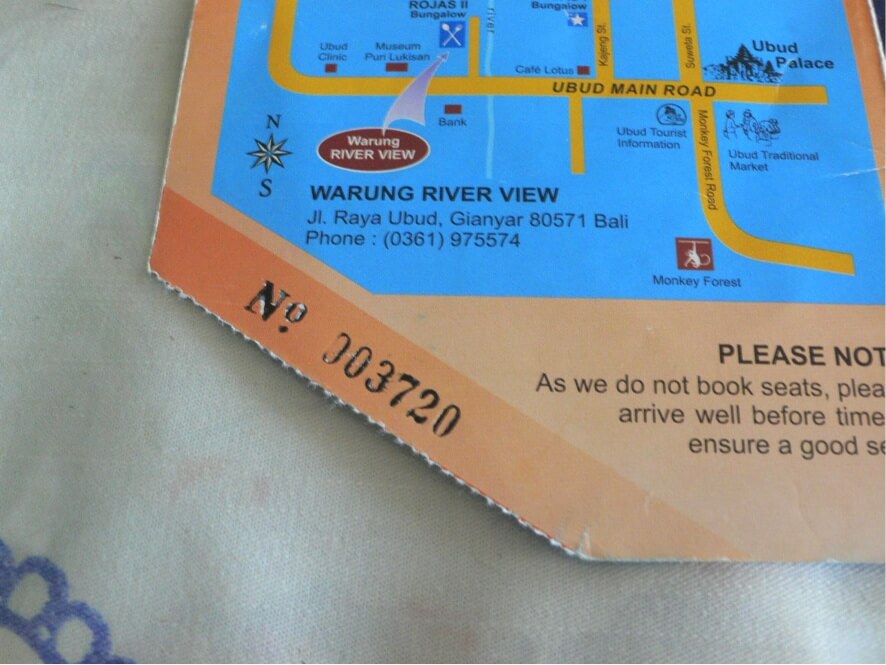 ROJAS II
Bungalow
Bungalow
river
Kajeng St.
Suweta St.
Ubud
Palace
Ubud
Clinic
Museum
Puri Lukisan
Café Lotus
UBUD MAIN ROAD
Bank
Warung
RIVER VIEW
Ubud Tourist
Information
Monkey Forest Road
Ubud Traditional
Market
N
S
WARUNG RIVER VIEW
Jl. Raya Ubud, Gianyar 80571 Bali
Phone : (0361) 975574
Monkey Forest
Nº 003720
PLEASE NOT
As we do not book seats, plea
arrive well before time
ensure a good se